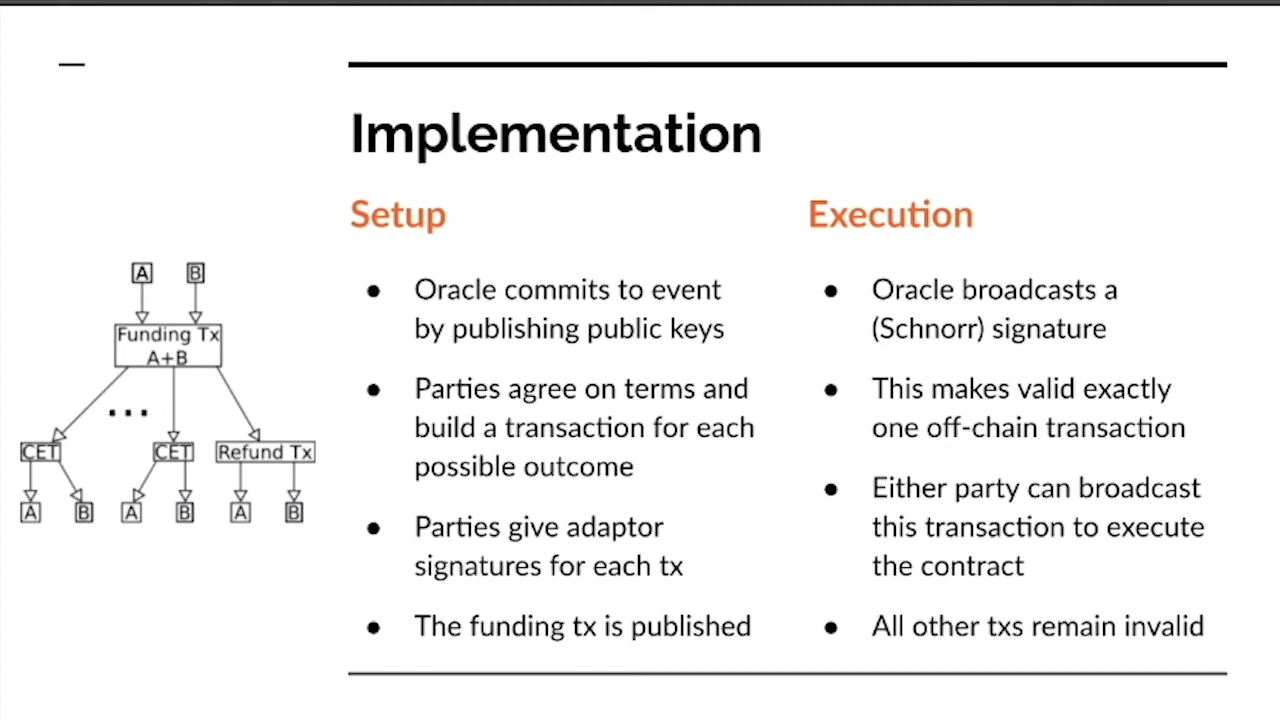 Implementation
Setup
Oracle commits to event
by publishing public keys
Parties agree on terms and
build a transaction for each
possible outcome
Parties give adaptor
signatures for each tx
The funding tx is published
Execution
Oracle broadcasts a
(Schnorr) signature
This makes valid exactly
one off-chain transaction
Either party can broadcast
this transaction to execute
the contract
All other txs remain invalid
A B
Funding Tx
A+B
...
CET CET Refund Tx
A B A B A B